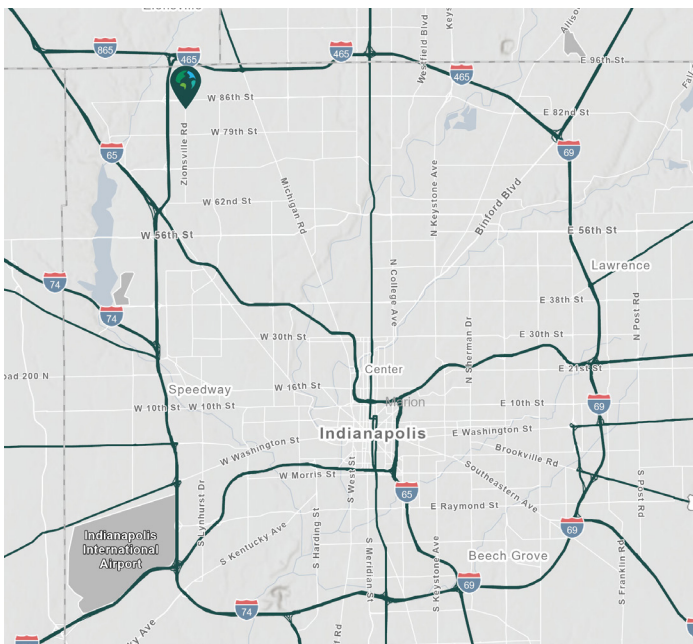 Zionsville
865
465
465
465
Westfield Blvd
E 96th St
W 86th St
E 82nd St
W 79th St
Zionsville Rd
65
69
Michigan Rd
N Keystone Ave
Binford Blvd
W 62nd St
W 56th St
E 56th St
Lawrence
74
74
N College Ave
E 38th St
N Post Rd
W 30th St
E 30th St
N Sherman Dr
Center
E 21st St
Speedway
W 16th St
Marion
W 10th St
W 10th St
E 10th St
69
Indianapolis
W Washington St
E Washington St
Brookville Rd
W Morris St
S West St
Southeastern Ave
65
S Lynhurst Dr
S Harding St
E Raymond St
S Post Rd
Indianapolis
International
Airport
S Kentucky Ave
69
S Meridian St
S Keystone Ave
Beech Grove
S Franklin Rd
69
74